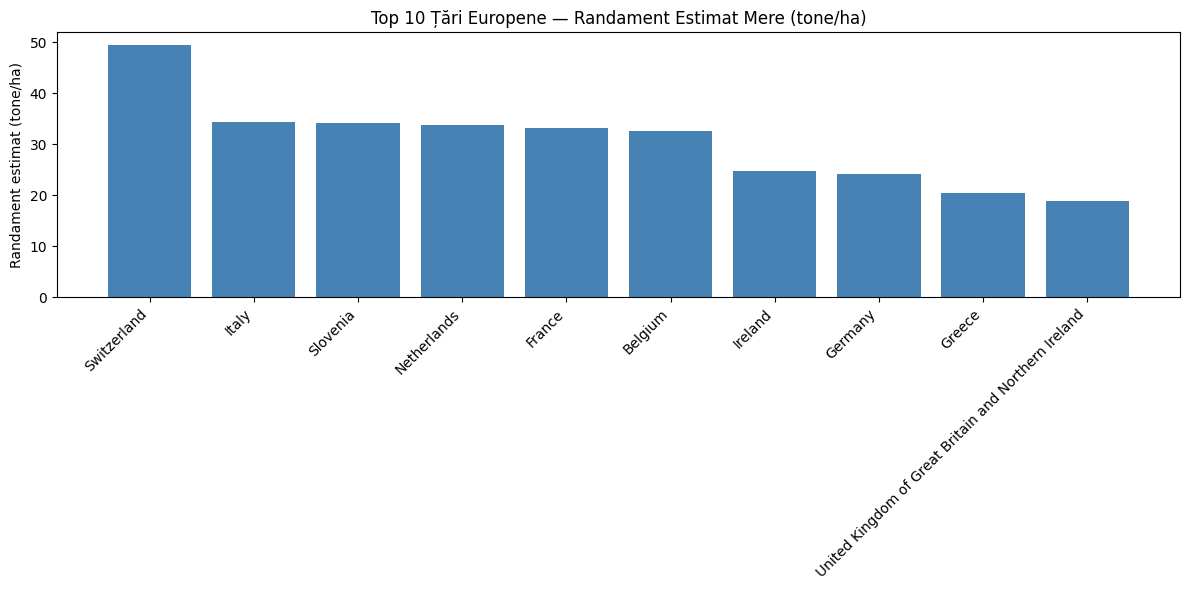 Top 10 Țări Europene — Randament Estimat Mere (tone/ha)
Randament estimat (tone/ha)
50
40
30
20
10
0
Switzerland
Italy
Slovenia
Netherlands
France
Belgium
Ireland
Germany
Greece
United Kingdom of Great Britain and Northern Ireland